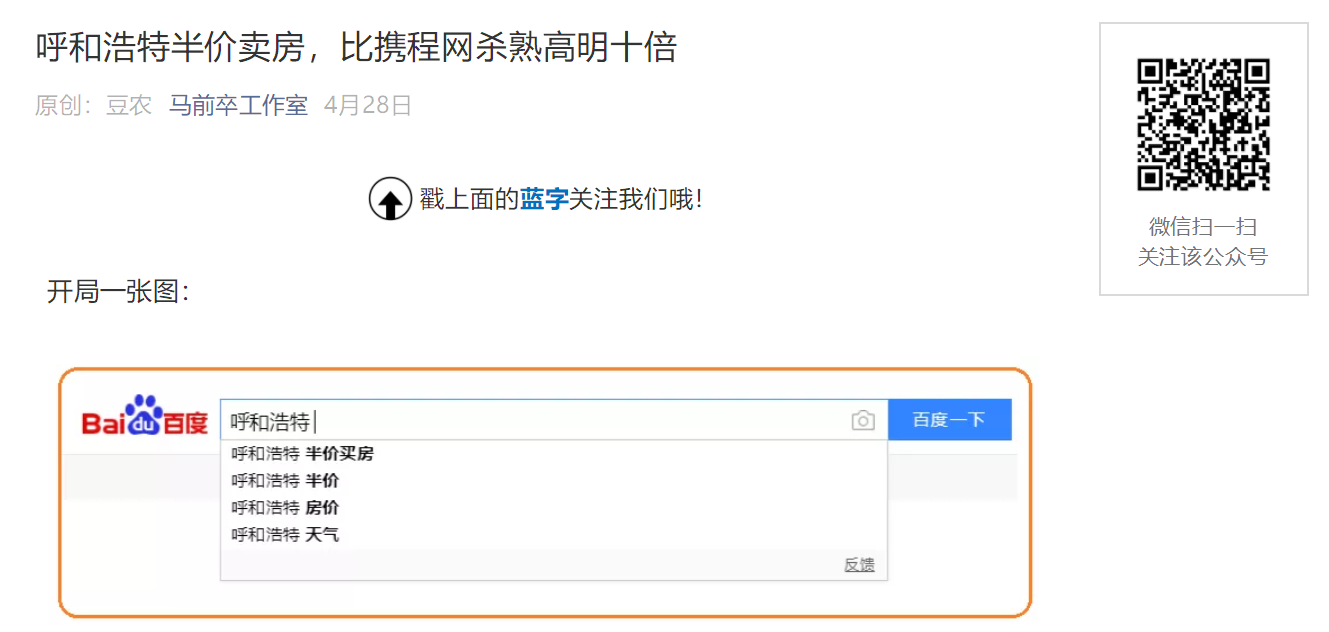 呼和浩特半价卖房，比携程网杀熟高明十倍
原创： 豆农 马前卒工作室 4月28日
戳上面的蓝字关注我们哦！
开局一张图：
Bai du 百度
呼和浩特
百度一下
呼和浩特 半价买房
呼和浩特 半价
呼和浩特 房价
呼和浩特 天气
反馈
微信扫一扫
关注该公众号